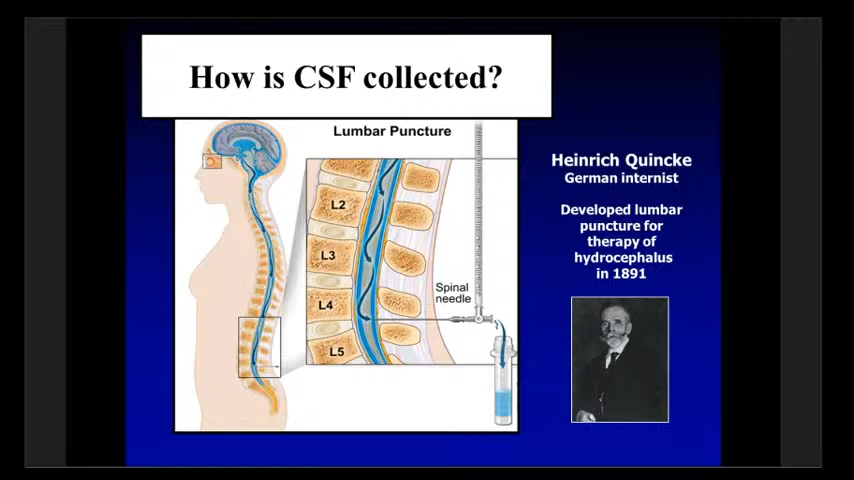 How is CSF collected?
Lumbar Puncture
L2
L3
L4
L5
Spinal
needle
Heinrich Quincke
German internist
Developed lumbar
puncture for
therapy of
hydrocephalus
in 1891